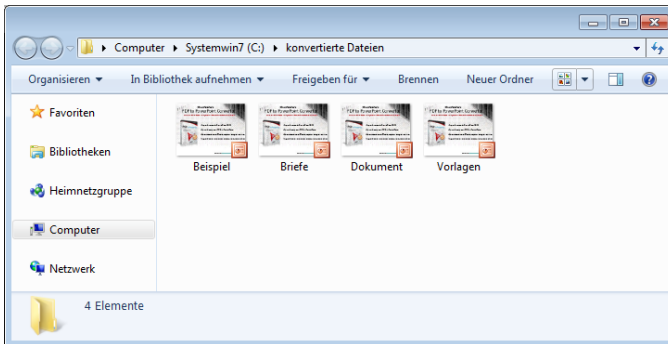 Computer Systemwin7 (C:) konvertierte Dateien
Organisieren In Bibliothek aufnehmen Freigeben für Brennen Neuer Ordner
Favoriten
Bibliotheken
Heimnetzgruppe
Computer
Netzwerk
Beispiel Briefe Dokument Vorlagen
4 Elemente